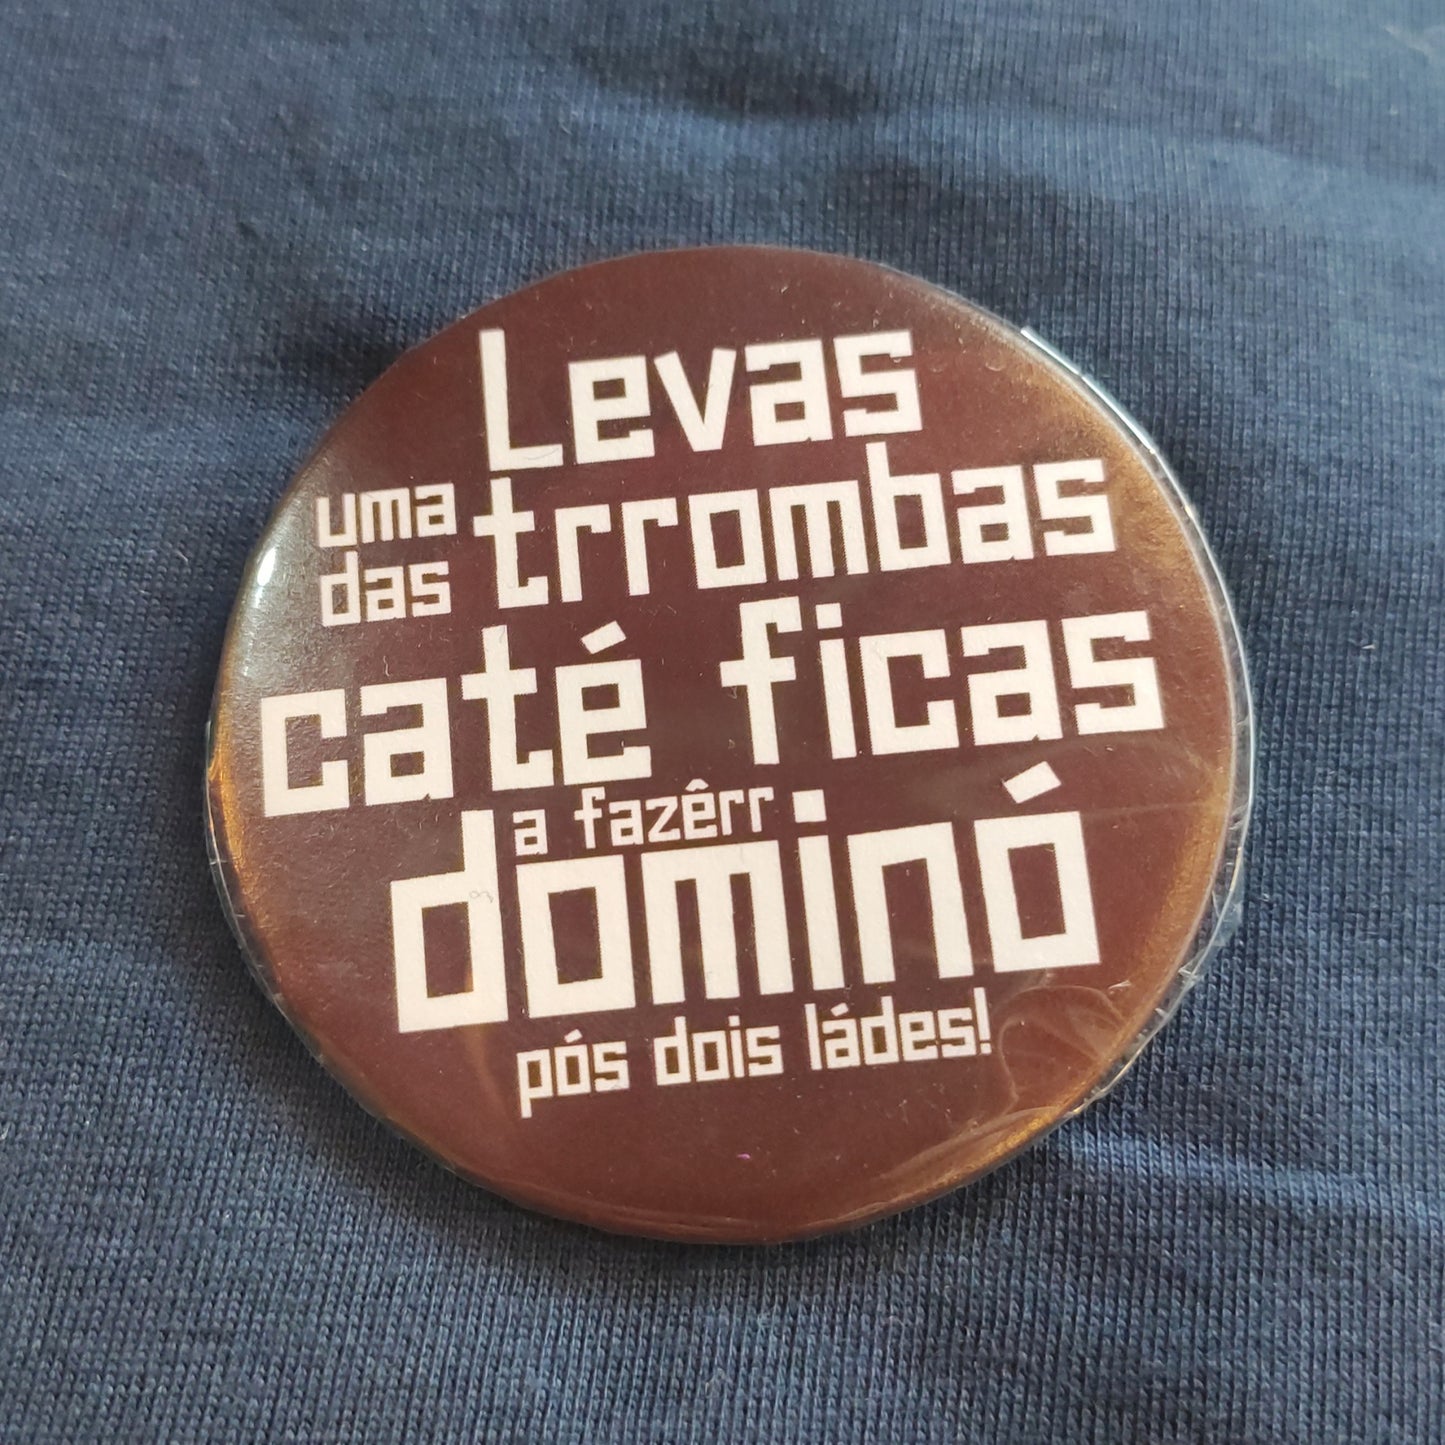 Levas
uma das trrombas
caté ficas
a fazêrr
dominó
pós dois ládes!